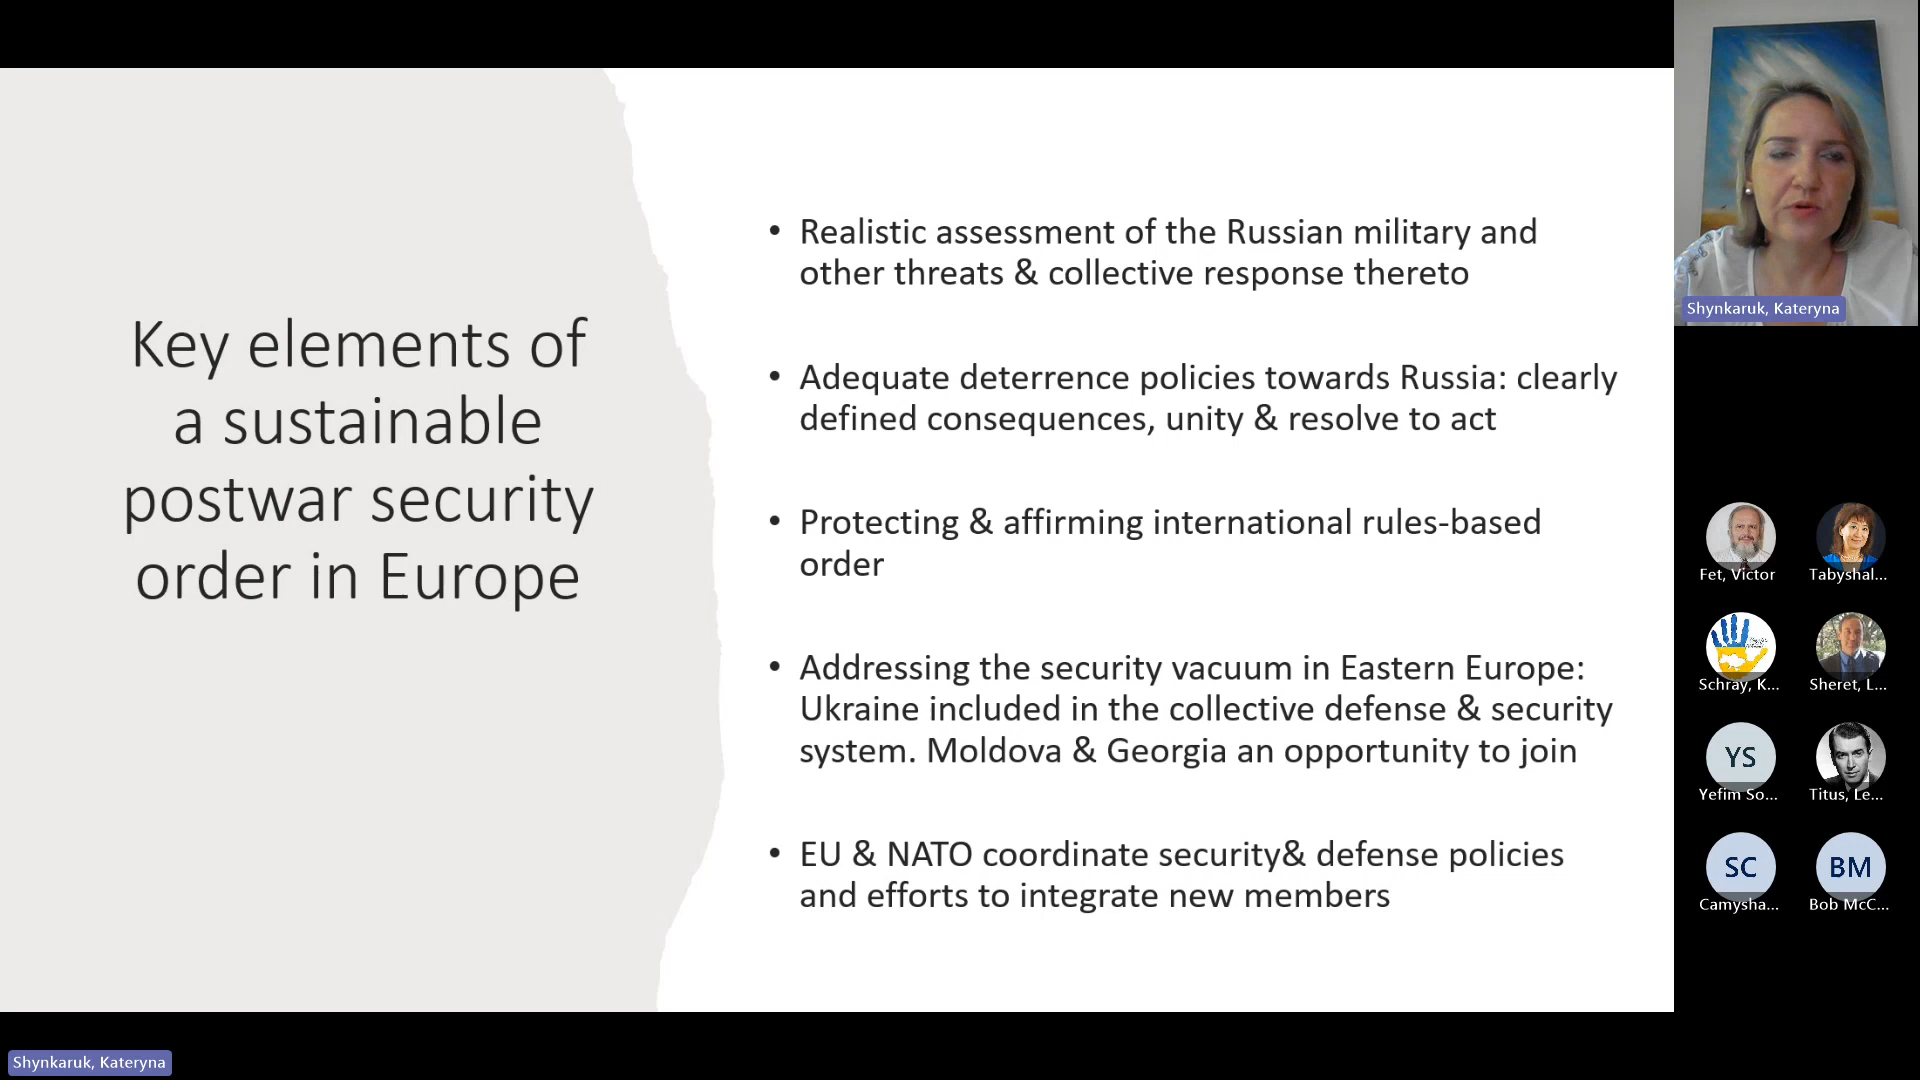 Key elements of
a sustainable
postwar security
order in Europe
• Realistic assessment of the Russian military and
other threats & collective response thereto
• Adequate deterrence policies towards Russia: clearly
defined consequences, unity & resolve to act
• Protecting & affirming international rules-based
order
• Addressing the security vacuum in Eastern Europe:
Ukraine included in the collective defense & security
system. Moldova & Georgia an opportunity to join
• EU & NATO coordinate security& defense policies
and efforts to integrate new members
Shynkaruk, Kateryna
Fet, Victor
Tabyshal...
Schray, K...
Sheret, L...
YS
Yefim So...
Titus, Le...
SC
Camysha...
BM
Bob McC...
Shynkaruk, Kateryna